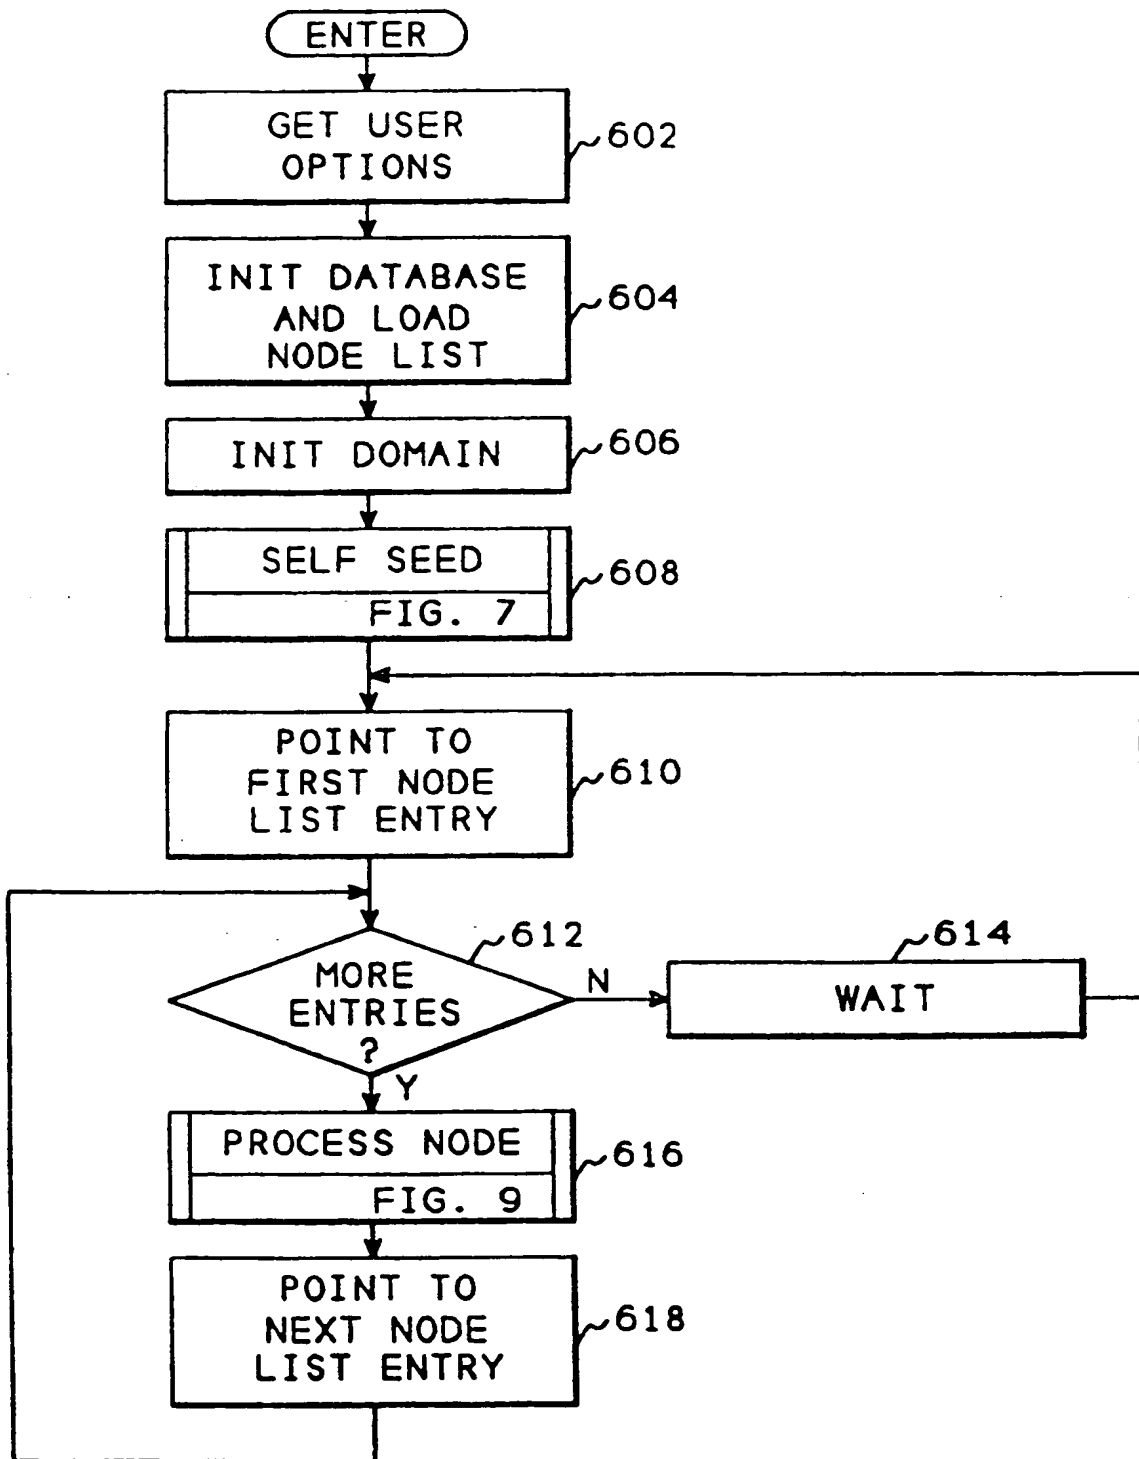 ENTER
GET USER
OPTIONS
602
INIT DATABASE
AND LOAD
NODE LIST
604
INIT DOMAIN
606
SELF SEED
FIG. 7
608
POINT TO
FIRST NODE
LIST ENTRY
610
612
MORE
ENTRIES
?
N
614
WAIT
Y
PROCESS NODE
FIG. 9
616
POINT TO
NEXT NODE
LIST ENTRY
618